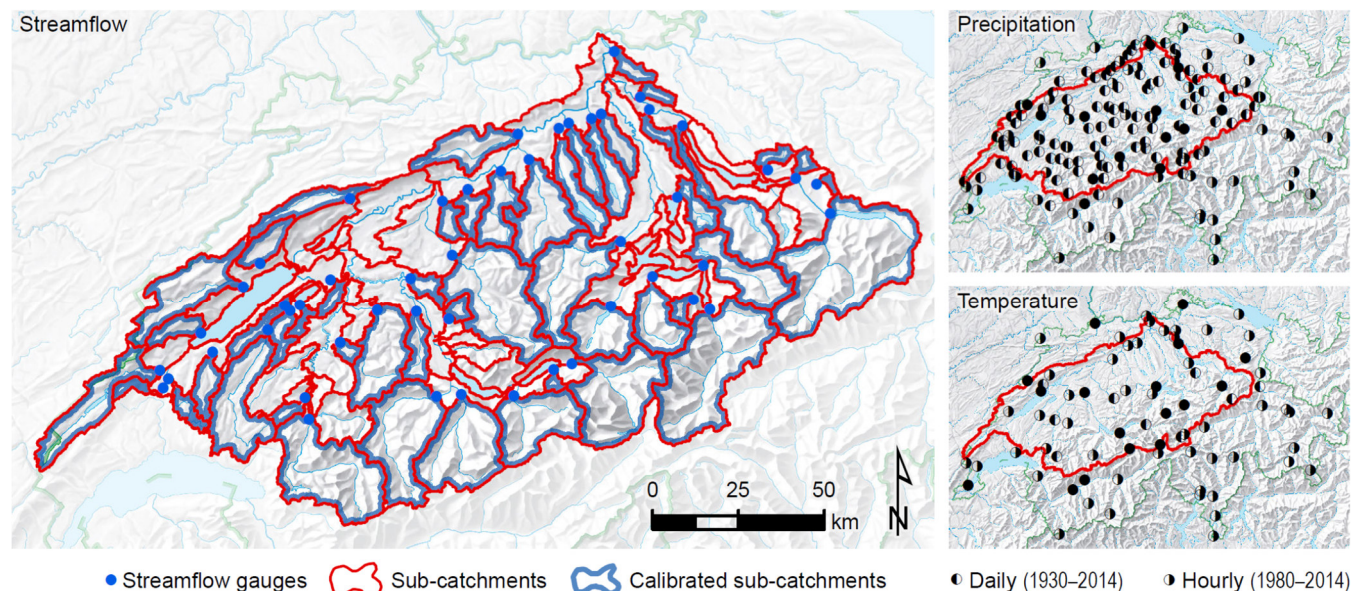 Streamflow
Precipitation
Temperature
0 25 50
km
N
Streamflow gauges
Sub-catchments
Calibrated sub-catchments
Daily (1930–2014)
Hourly (1980–2014)